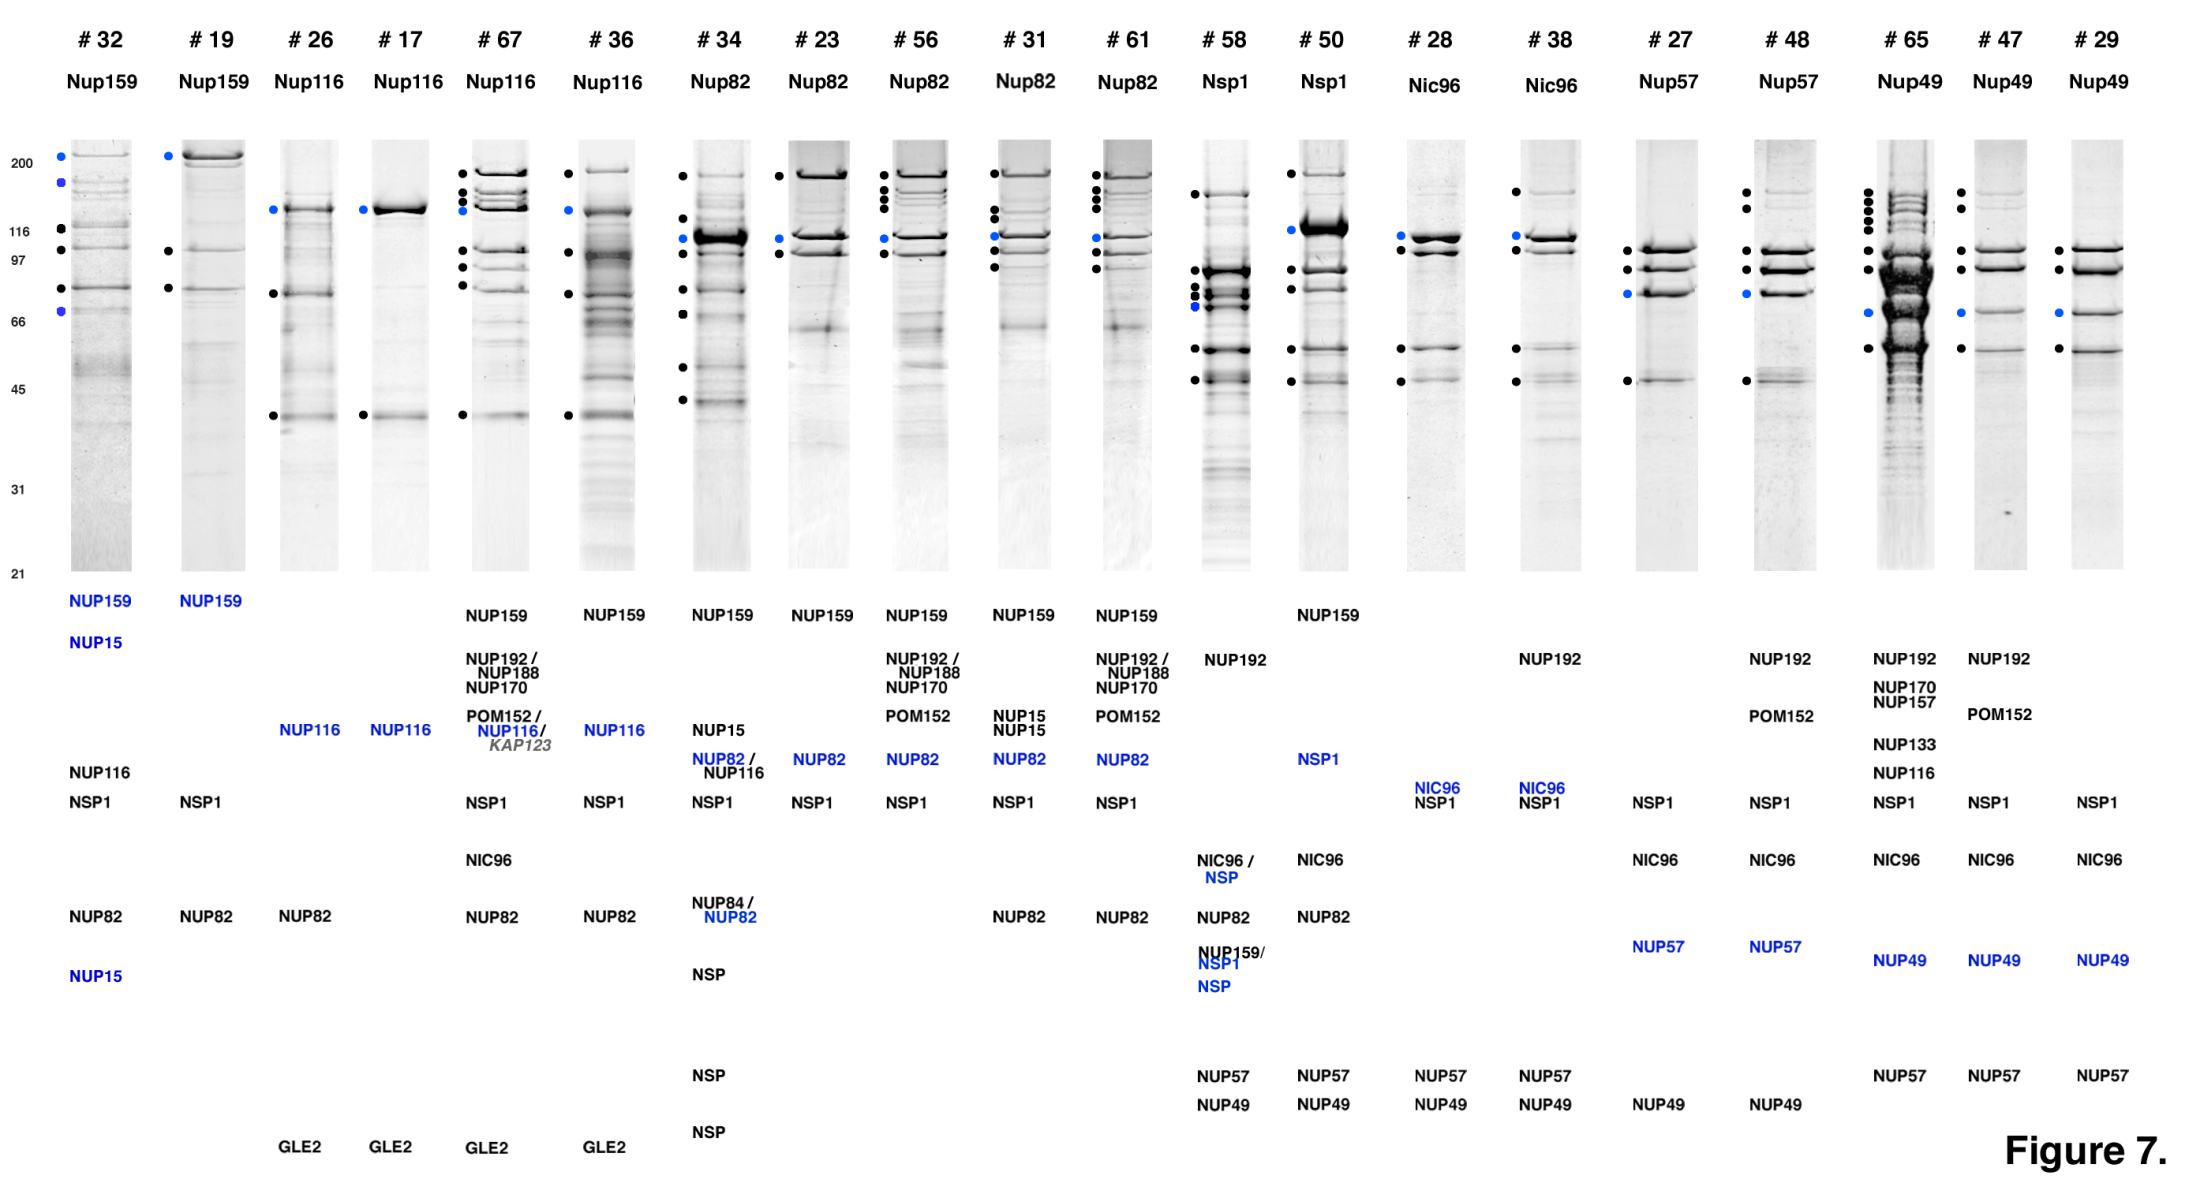 # 32 # 19 # 26 # 17 # 67 # 36 # 34 # 23 # 56 # 31 # 61 # 58 # 50 # 28 # 38 # 27 # 48 # 65 # 47 # 29
Nup159 Nup159 Nup116 Nup116 Nup116 Nup116 Nup82 Nup82 Nup82 Nup82 Nup82 Nsp1 Nsp1 Nic96 Nic96 Nup57 Nup57 Nup49 Nup49 Nup49
200
116
97
66
45
31
21
NUP159 NUP159
NUP159 NUP159 NUP159 NUP159 NUP159 NUP159 NUP159 NUP159
NUP15
NUP192 / NUP192 / NUP192 / NUP192 NUP192 NUP192 NUP192 NUP192
NUP188 NUP188 NUP188
NUP170 NUP170 NUP170 NUP170
NUP157
POM152 / POM152 NUP15 POM152 POM152 POM152
NUP116 NUP116 NUP116 / NUP116 NUP15 NUP15
KAP123 NUP133
NUP82 / NUP82 NUP82 NUP82 NUP82 NSP1
NUP116 NUP116 NUP116
NIC96 NIC96
NSP1 NSP1 NSP1 NSP1 NSP1 NSP1 NSP1 NSP1 NSP1 NSP1 NSP1 NSP1 NSP1 NSP1 NSP1 NSP1
NIC96 NIC96 / NIC96 NIC96 NIC96 NIC96 NIC96 NIC96
NSP
NUP84 /
NUP82 NUP82 NUP82 NUP82 NUP82 NUP82 NUP82 NUP82 NUP82 NUP82
NUP159/ NUP57 NUP57
NSP1 NUP49 NUP49 NUP49
NUP15 NSP
NSP
NSP NUP57 NUP57 NUP57 NUP57 NUP57 NUP57 NUP57
NUP49 NUP49 NUP49 NUP49 NUP49 NUP49
NSP
GLE2 GLE2 GLE2 GLE2
Figure 7.